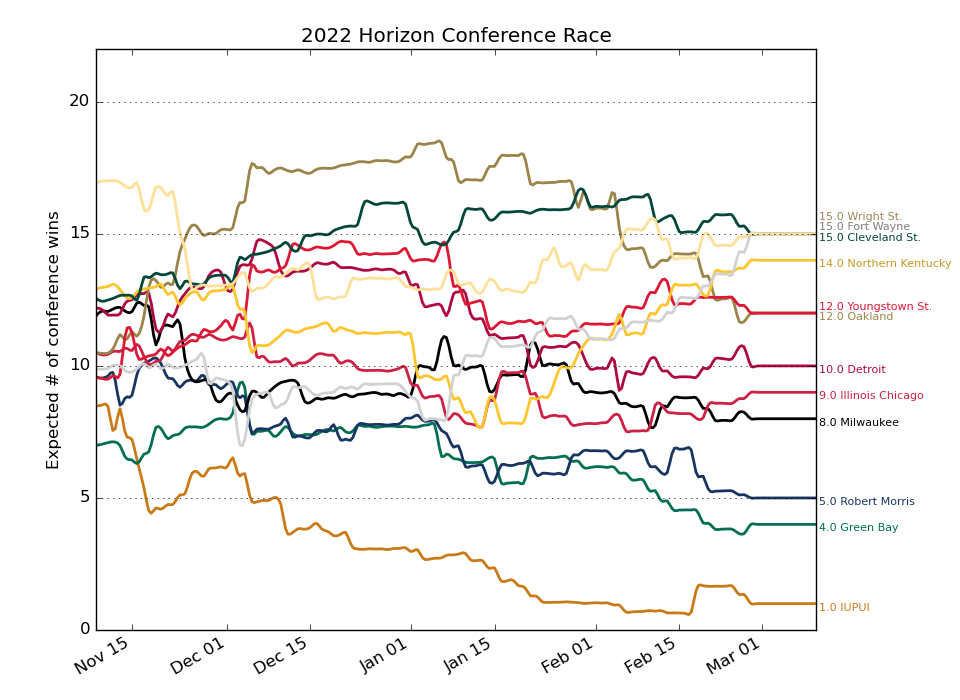 2022 Horizon Conference Race
Expected # of conference wins
20
15
10
5
0
Nov 15
Dec 01
Dec 15
Jan 01
Jan 15
Feb 01
Feb 15
Mar 01
15.0 Wright St.
15.0 Fort Wayne
15.0 Cleveland St.
14.0 Northern Kentucky
12.0 Youngstown St.
12.0 Oakland
10.0 Detroit
9.0 Illinois Chicago
8.0 Milwaukee
5.0 Robert Morris
4.0 Green Bay
1.0 IUPUI